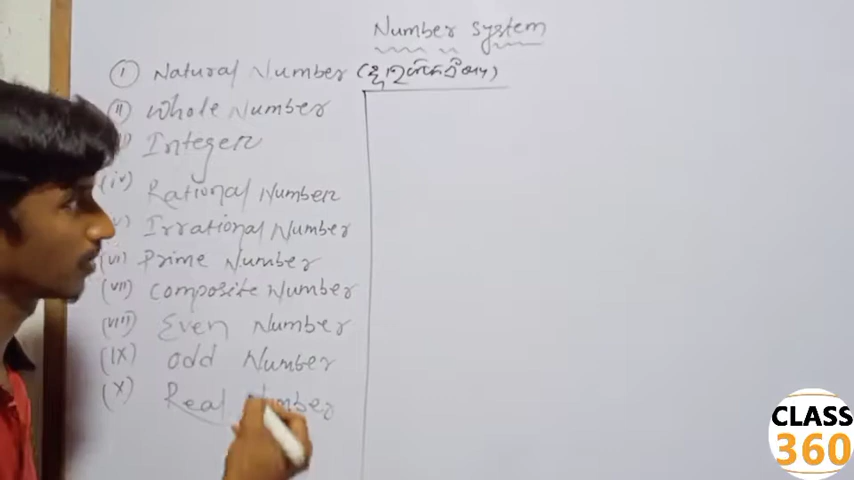 Number System
(I) Natural Number
(II) Whole Number
Integer
(iv) Rational Number
Irrational Number
(VI) Prime Number
(VII) Composite Number
(VIII) Even Number
(IX) Odd Number
(X) Real Number
CLASS
360